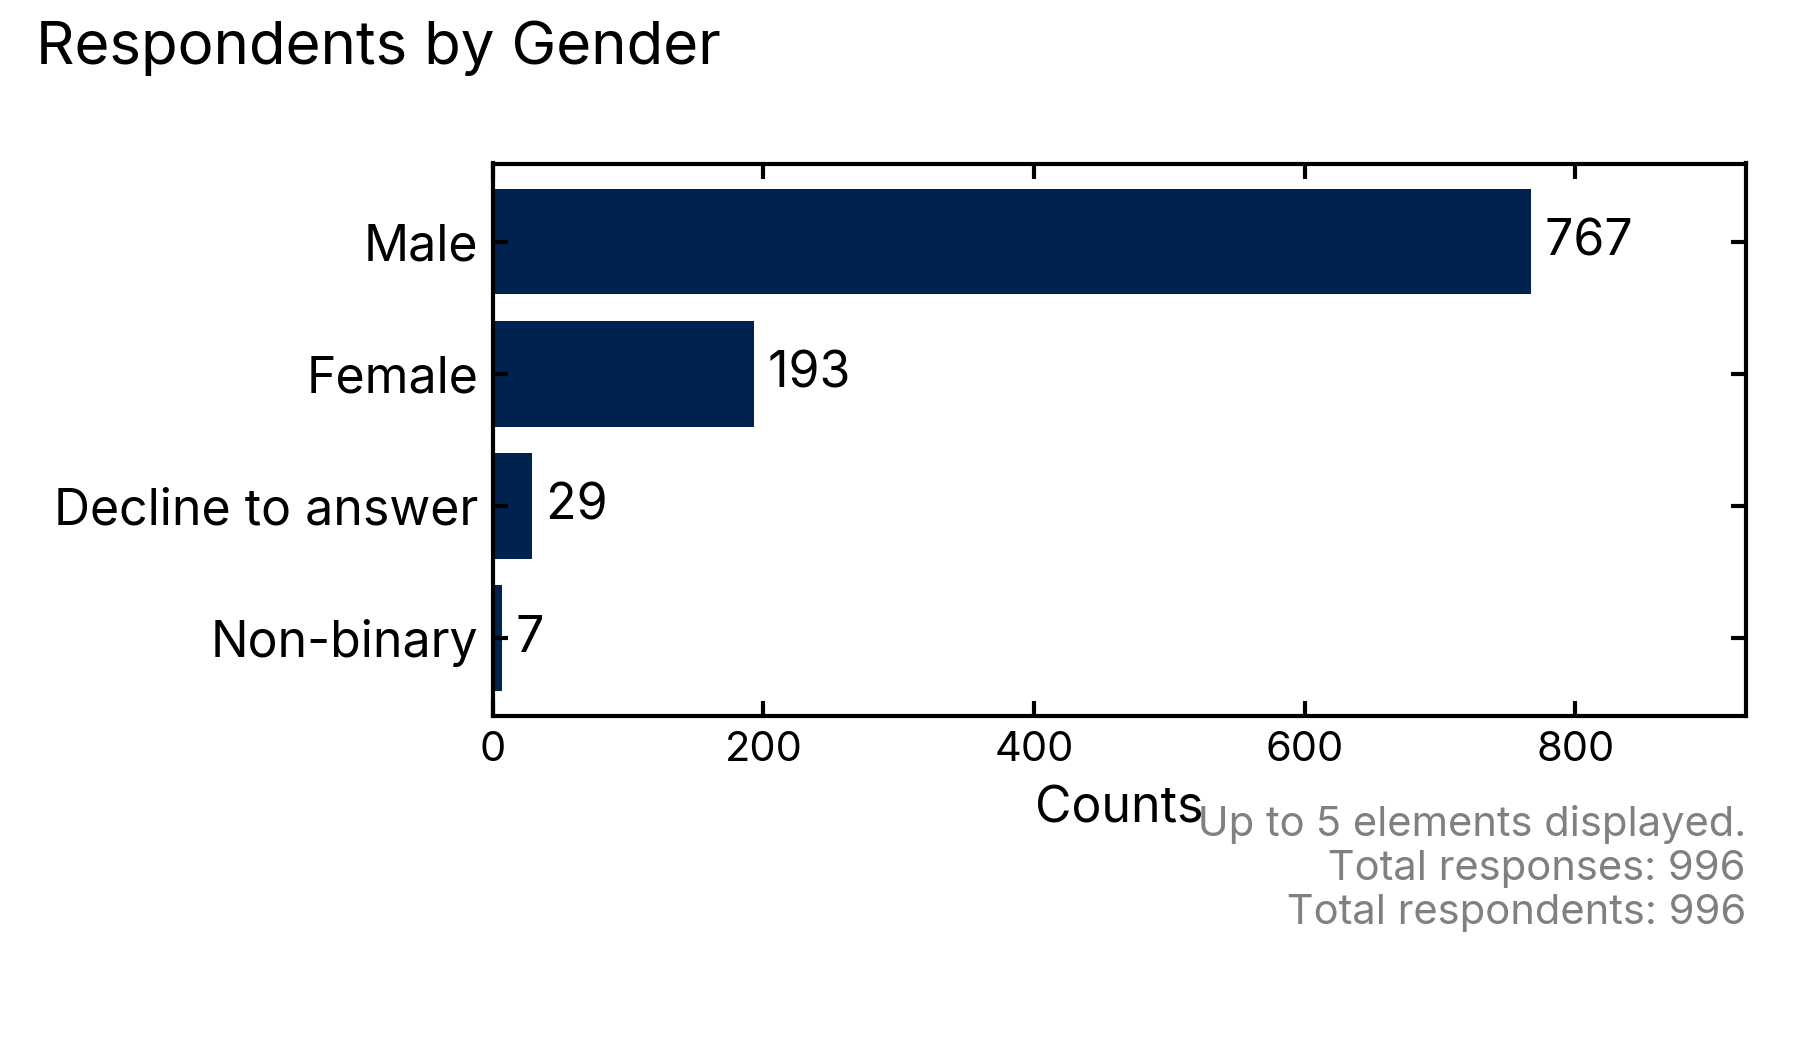 Respondents by Gender
Male 767
Female 193
Decline to answer 29
Non-binary 7
0 200 400 600 800
Counts
Up to 5 elements displayed.
Total responses: 996
Total respondents: 996